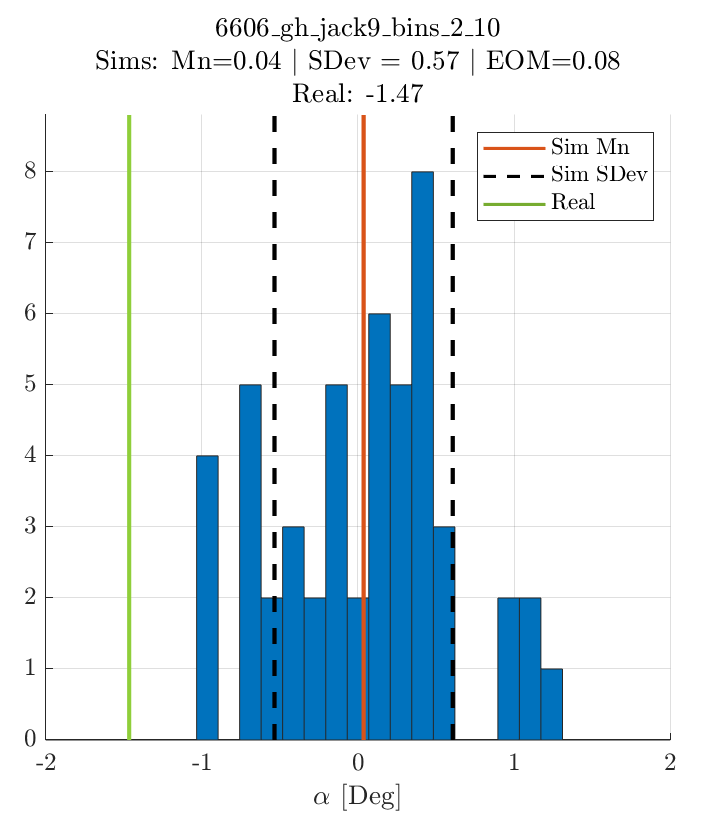 6606_gh_jack9_bins_2_10
Sims: Mn=0.04 | SDev = 0.57 | EOM=0.08
Real: -1.47
Sim Mn
Sim SDev
Real
8
7
6
5
4
3
2
1
0
-2 -1 0 1 2
α [Deg]